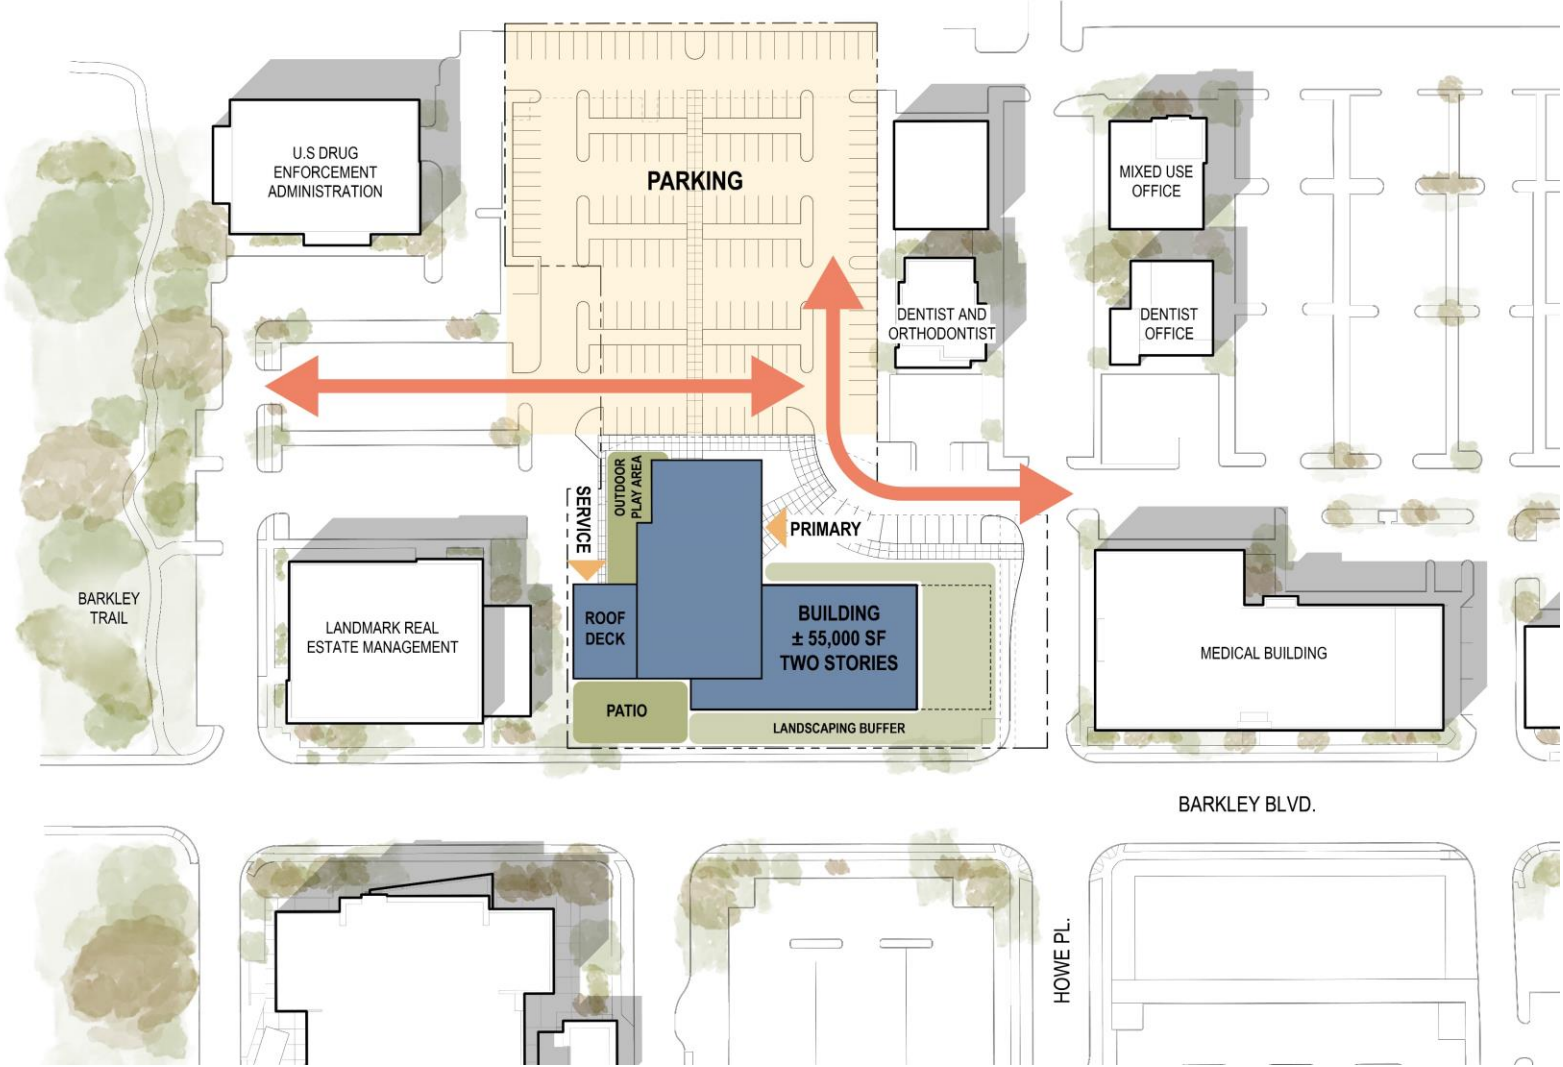 U.S DRUG
ENFORCEMENT
ADMINISTRATION
PARKING
MIXED USE
OFFICE
DENTIST AND
ORTHODONTIST
DENTIST
OFFICE
OUTDOOR
PLAY AREA
SERVICE
PRIMARY
BARKLEY
TRAIL
LANDMARK REAL
ESTATE MANAGEMENT
ROOF
DECK
BUILDING
± 55,000 SF
TWO STORIES
MEDICAL BUILDING
PATIO
LANDSCAPING BUFFER
BARKLEY BLVD.
HOWE PL.